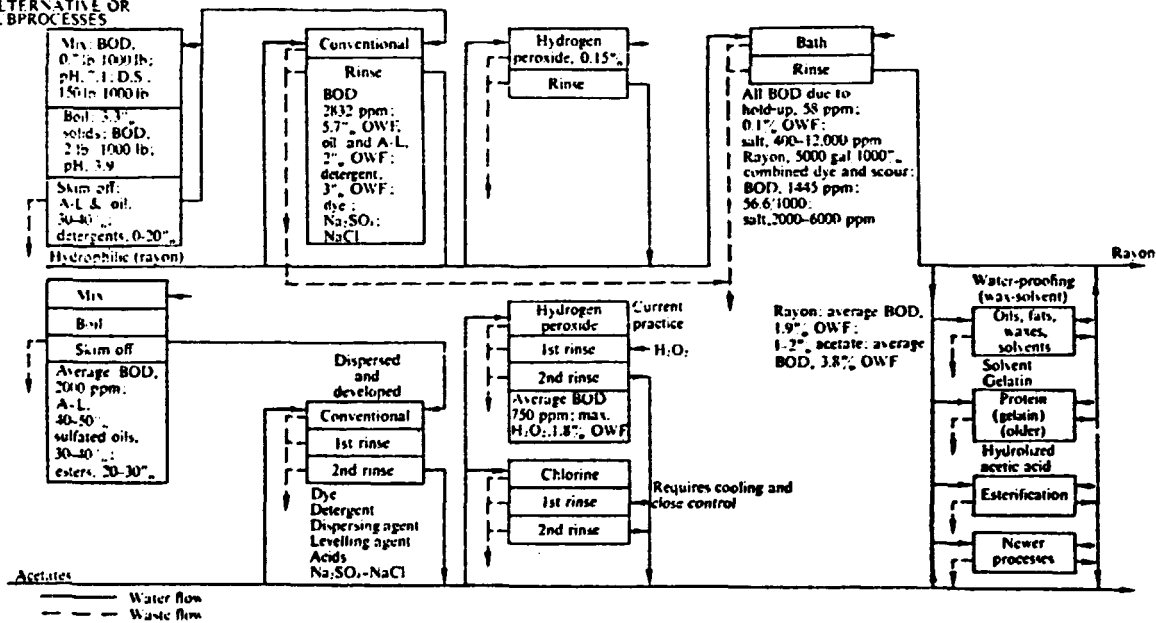 ALTERNATIVE OR
BPROCESSES
Mix: BOD,
0.7 lb 1000 lb;
pH, 7.1; D.S.,
150 lb 1000 lb
Boil: 3.3%
solids; BOD,
2 lb 1000 lb;
pH, 3.9
Skim off:
A-L & oil,
30-40%;
detergents, 0-20%
Hydrophilic (rayon)
Conventional
Rinse
BOD
2832 ppm;
5.7% OWF;
oil and A-L,
2% OWF;
detergent,
3% OWF;
dye;
Na₂SO₄;
NaCl
Hydrogen
peroxide, 0.15%
Rinse
Bath
Rinse
All BOD due to
hold-up, 58 ppm;
0.1% OWF;
salt, 400-12,000 ppm
Rayon, 5000 gal 1000%
combined dye and scour;
BOD, 1445 ppm;
56.6/1000;
salt,2000-6000 ppm
Rayon
Mix
Boil
Skim off
Average BOD,
2000 ppm;
A-L,
40-50%
sulfated oils,
30-40%;
esters, 20-30%
Dispersed
and
developed
Conventional
1st rinse
2nd rinse
Dye
Detergent
Dispersing agent
Levelling agent
Acids
Na₂SO₄-NaCl
Hydrogen
peroxide
1st rinse
2nd rinse
Average BOD
750 ppm; max.
H₂O₂,1.8% OWF
Current
practice
H₂O₂
Chlorine
1st rinse
2nd rinse
Requires cooling and
close control
Rayon: average BOD,
1.9% OWF;
1-2% acetate: average
BOD, 3.8% OWF
Water-proofing
(wax-solvent)
Oils, fats,
waxes,
solvents
Solvent
Gelatin
Protein
(gelain)
(older)
Hydrolized
acetic acid
Esterification
Newer
processes
Acetates
Water flow
Waste flow